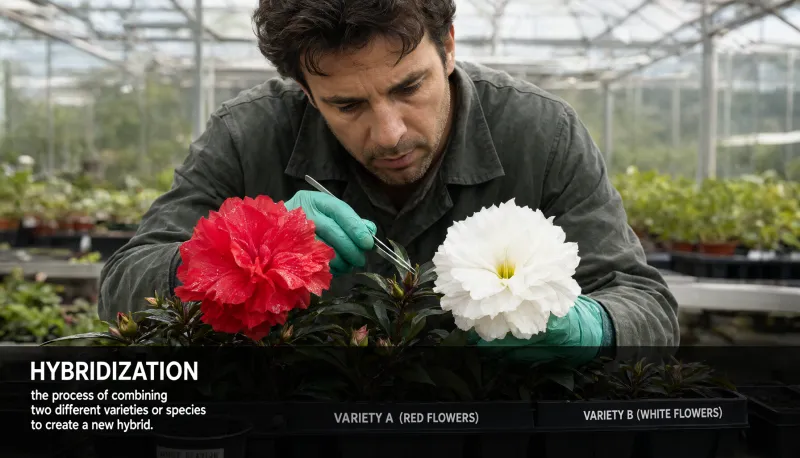 HYBRIDIZATION
the process of combining
two different varieties or species
to create a new hybrid.
VARIETY A (RED FLOWERS)
VARIETY B (WHITE FLOWERS)